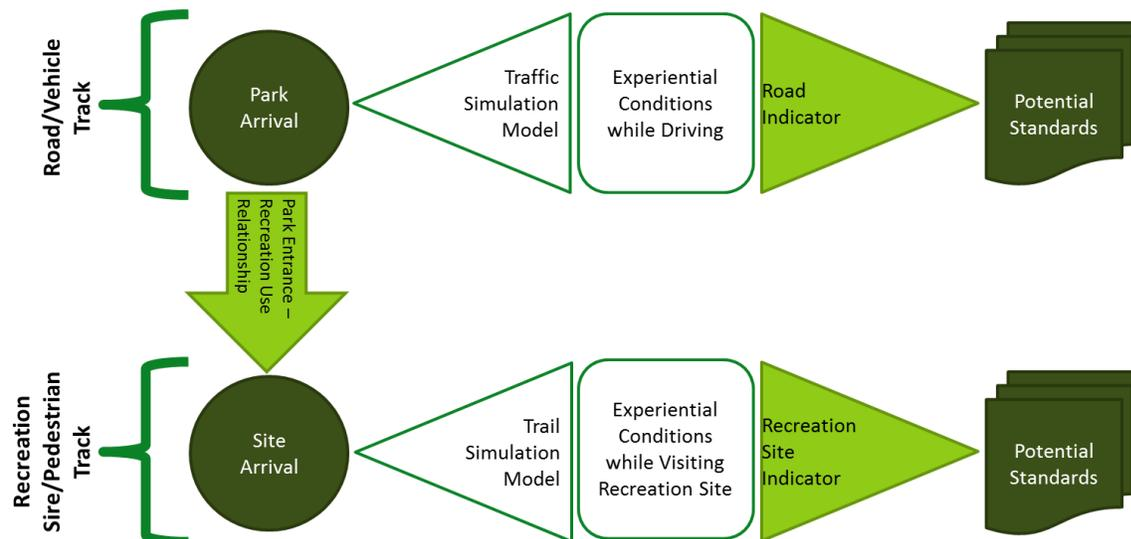 Road/Vehicle
Track
Park
Arrival
Traffic
Simulation
Model
Experiential
Conditions
while Driving
Road
Indicator
Potential
Standards
Park Entrance –
Recreation Use
Relationship
Recreation
Sire/Pedestrian
Track
Site
Arrival
Trail
Simulation
Model
Experiential
Conditions
while Visiting
Recreation Site
Recreation
Site
Indicator
Potential
Standards